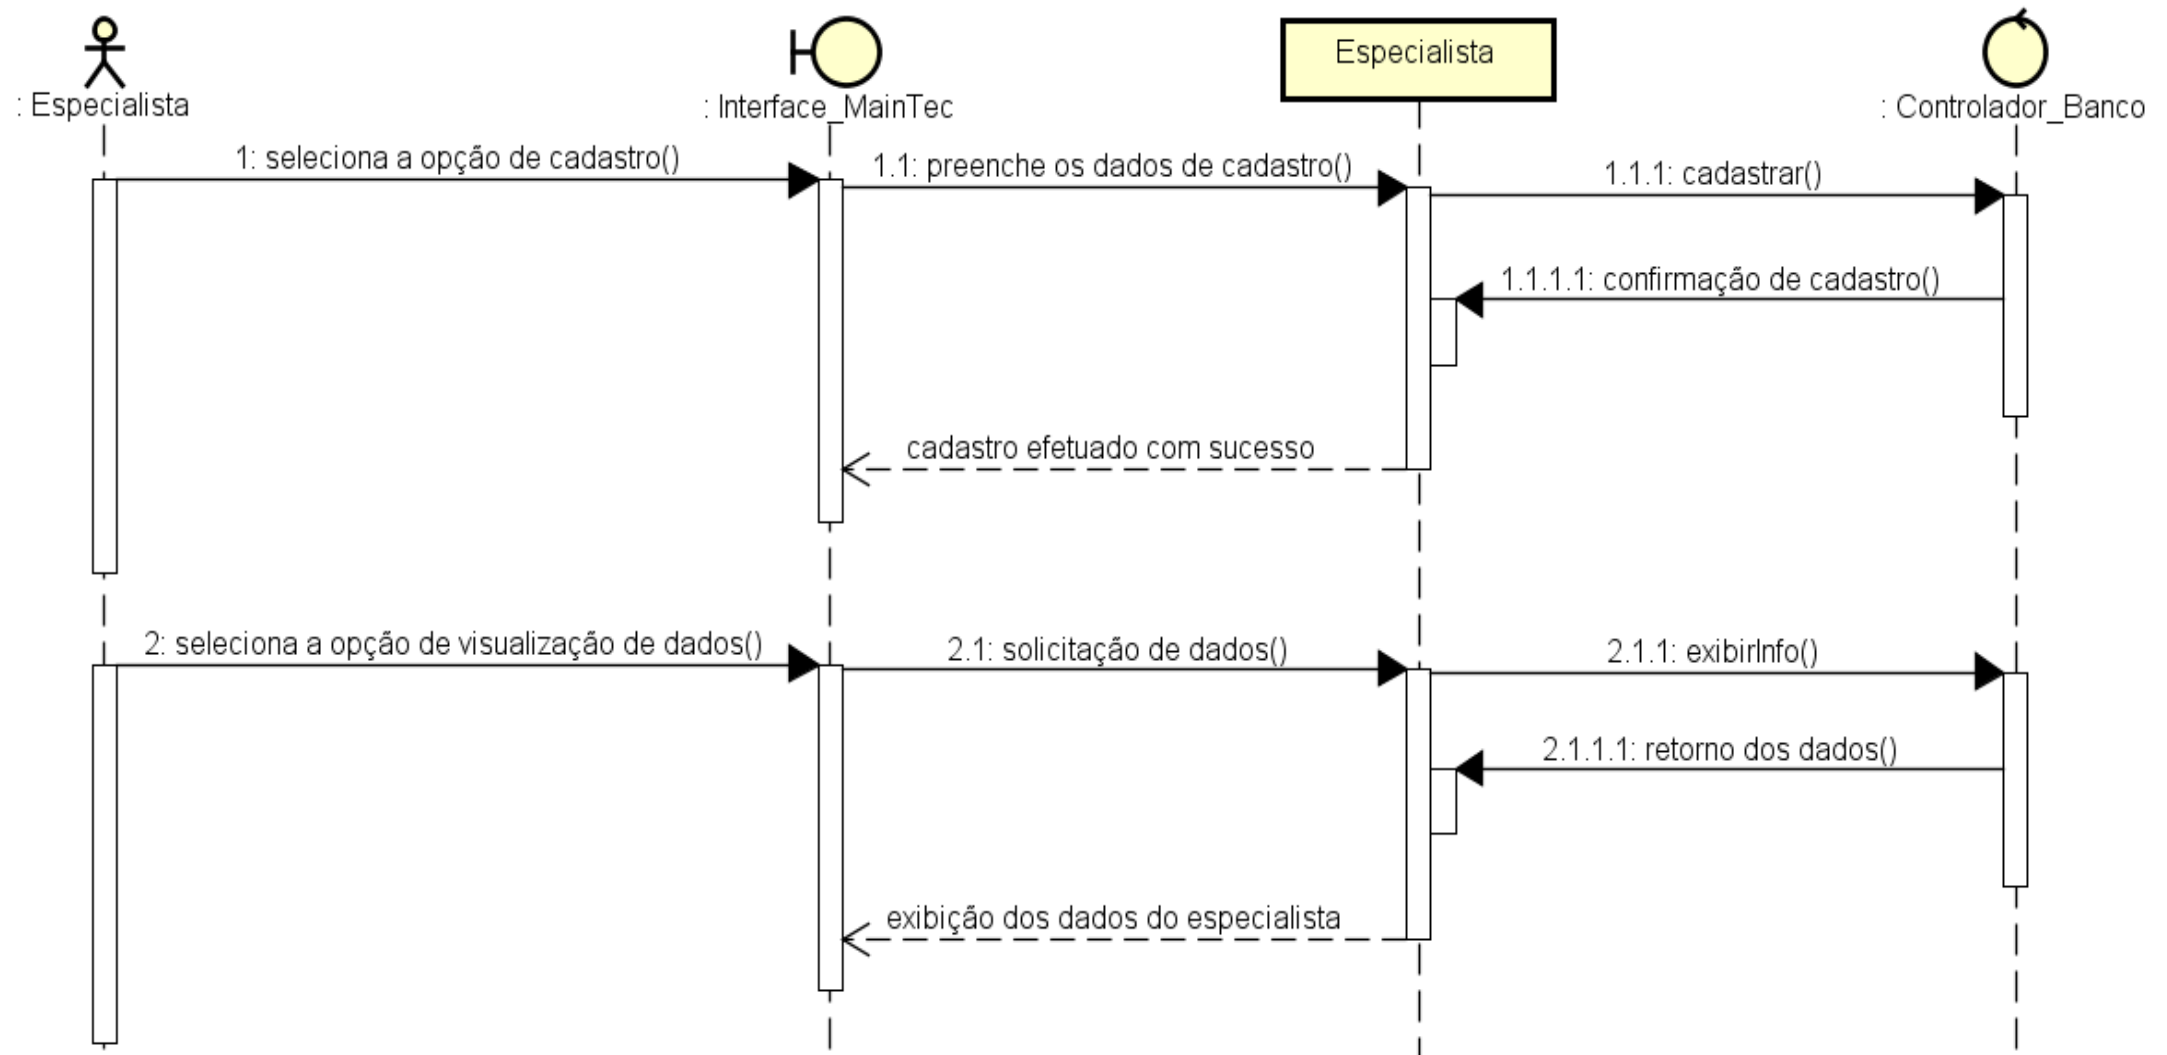 : Especialista
: Interface_MainTec
Especialista
: Controlador_Banco
1: seleciona a opção de cadastro()
1.1: preenche os dados de cadastro()
1.1.1: cadastrar()
1.1.1.1: confirmação de cadastro()
cadastro efetuado com sucesso
2: seleciona a opção de visualização de dados()
2.1: solicitação de dados()
2.1.1: exibirInfo()
2.1.1.1: retorno dos dados()
exibição dos dados do especialista